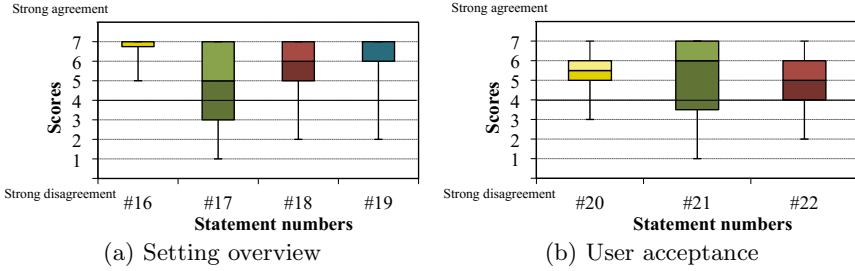 Strong agreement
7
6
5
4
3
2
1
Scores
Strong disagreement
#16 #17 #18 #19
Statement numbers
(a) Setting overview
Strong agreement
7
6
5
4
3
2
1
Scores
Strong disagreement
#20 #21 #22
Statement numbers
(b) User acceptance